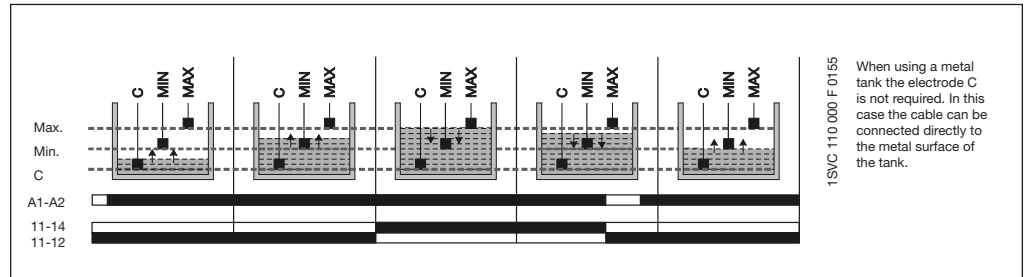 C MIN MAX
C MIN MAX
C MIN MAX
C MIN MAX
C MIN MAX
Max.
Min.
C
A1-A2
11-14
11-12
1SVC 110 000 F 0155
When using a metal
tank the electrode C
is not required. In this
case the cable can be
connected directly to
the metal surface of
the tank.